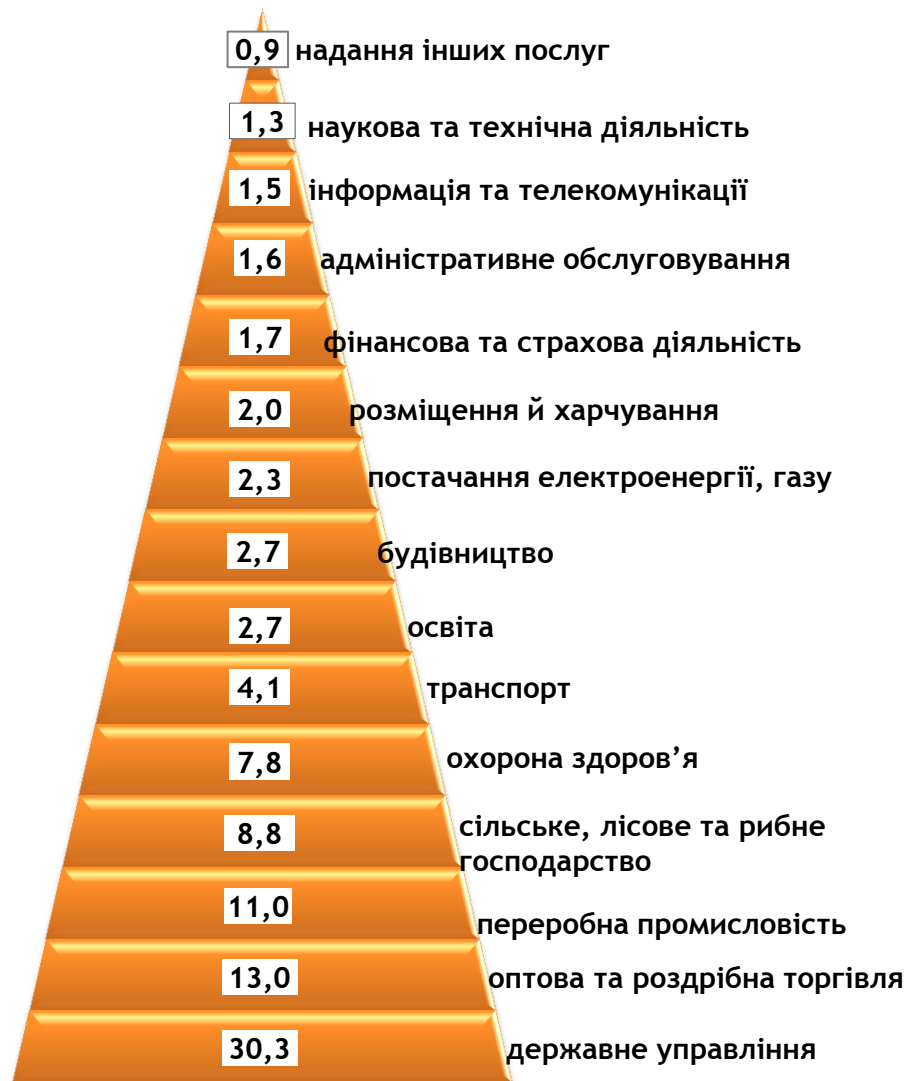 0,9 надання інших послуг
1,3 наукова та технічна діяльність
1,5 інформація та телекомунікації
1,6 адміністративне обслуговування
1,7 фінансова та страхова діяльність
2,0 розміщення й харчування
2,3 постачання електроенергії, газу
2,7 будівництво
2,7 освіта
4,1 транспорт
7,8 охорона здоров’я
8,8 сільське, лісове та рибне
господарство
11,0 переробна промисловість
13,0 оптова та роздрібна торгівля
30,3 державне управління